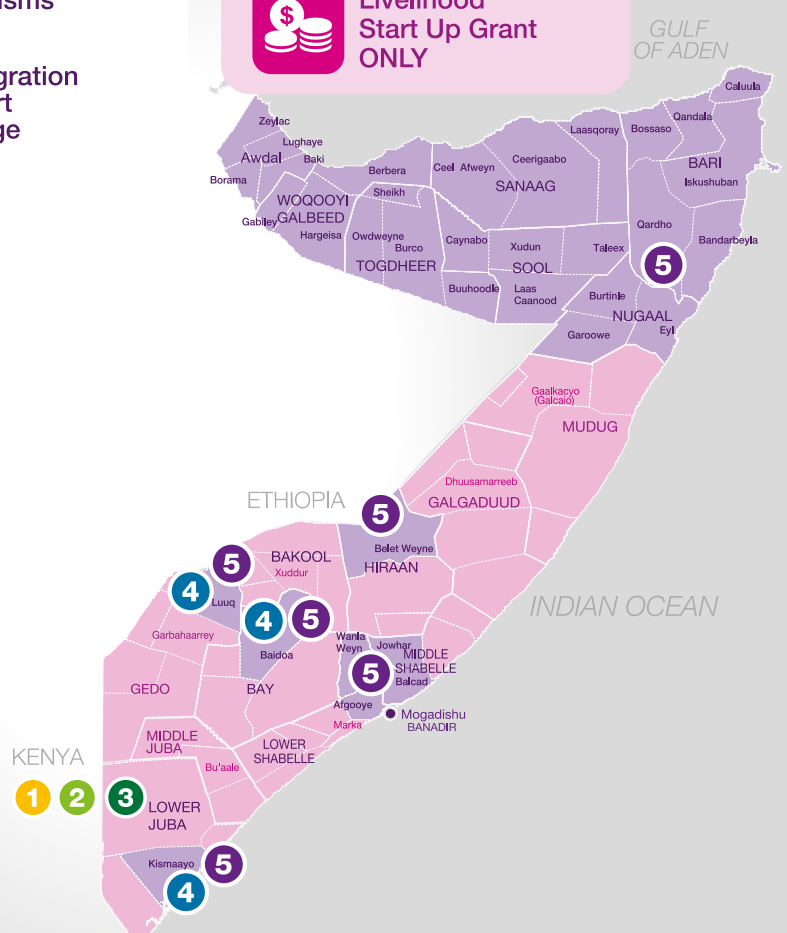 isms
gration
rt
ge
$
Livelihood
Start Up Grant
ONLY
GULF
OF ADEN
Caluula
Zeylac
Qandala
Laasqoray
Bossaso
Lughaye
Awdal
Baki
Ceerigaabo
BARI
Berbera
Ceel Afweyn
Borama
SANAAG
Iskushuban
Sheikh
WOQOOYI
GALBEED
Gabiley
Qardho
Hargeisa
Owdweyne
Burco
Caynabo
Xudun
Taleex
Bandarbeyla
TOGDHEER
SOOL
5
Buuhoodle
Laas
Caanood
Burtinle
NUGAAL
Eyl
Garoowe
Gaalkacyo
(Galcaio)
MUDUG
Dhuusamarreeb
GALGADUUD
ETHIOPIA
5
Belet Weyne
HIRAAN
BAKOOL
Xuddur
5
4
Luuq
INDIAN OCEAN
4
5
Garbahaarrey
Baidoa
Wanla
Weyn
Jowhar
MIDDLE
SHABELLE
Balcad
5
GEDO
BAY
Afgooye
Marka
Mogadishu
BANADIR
MIDDLE
JUBA
LOWER
SHABELLE
KENYA
Bu'aale
1
2
3
LOWER
JUBA
Kismaayo
5
4